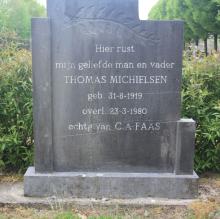 Hier rust
mijn geliefde man en vader
THOMAS MICHIELSEN
geb. 31-8-1919
overl. 23-3-1980
echtg. van C.A. FAAS